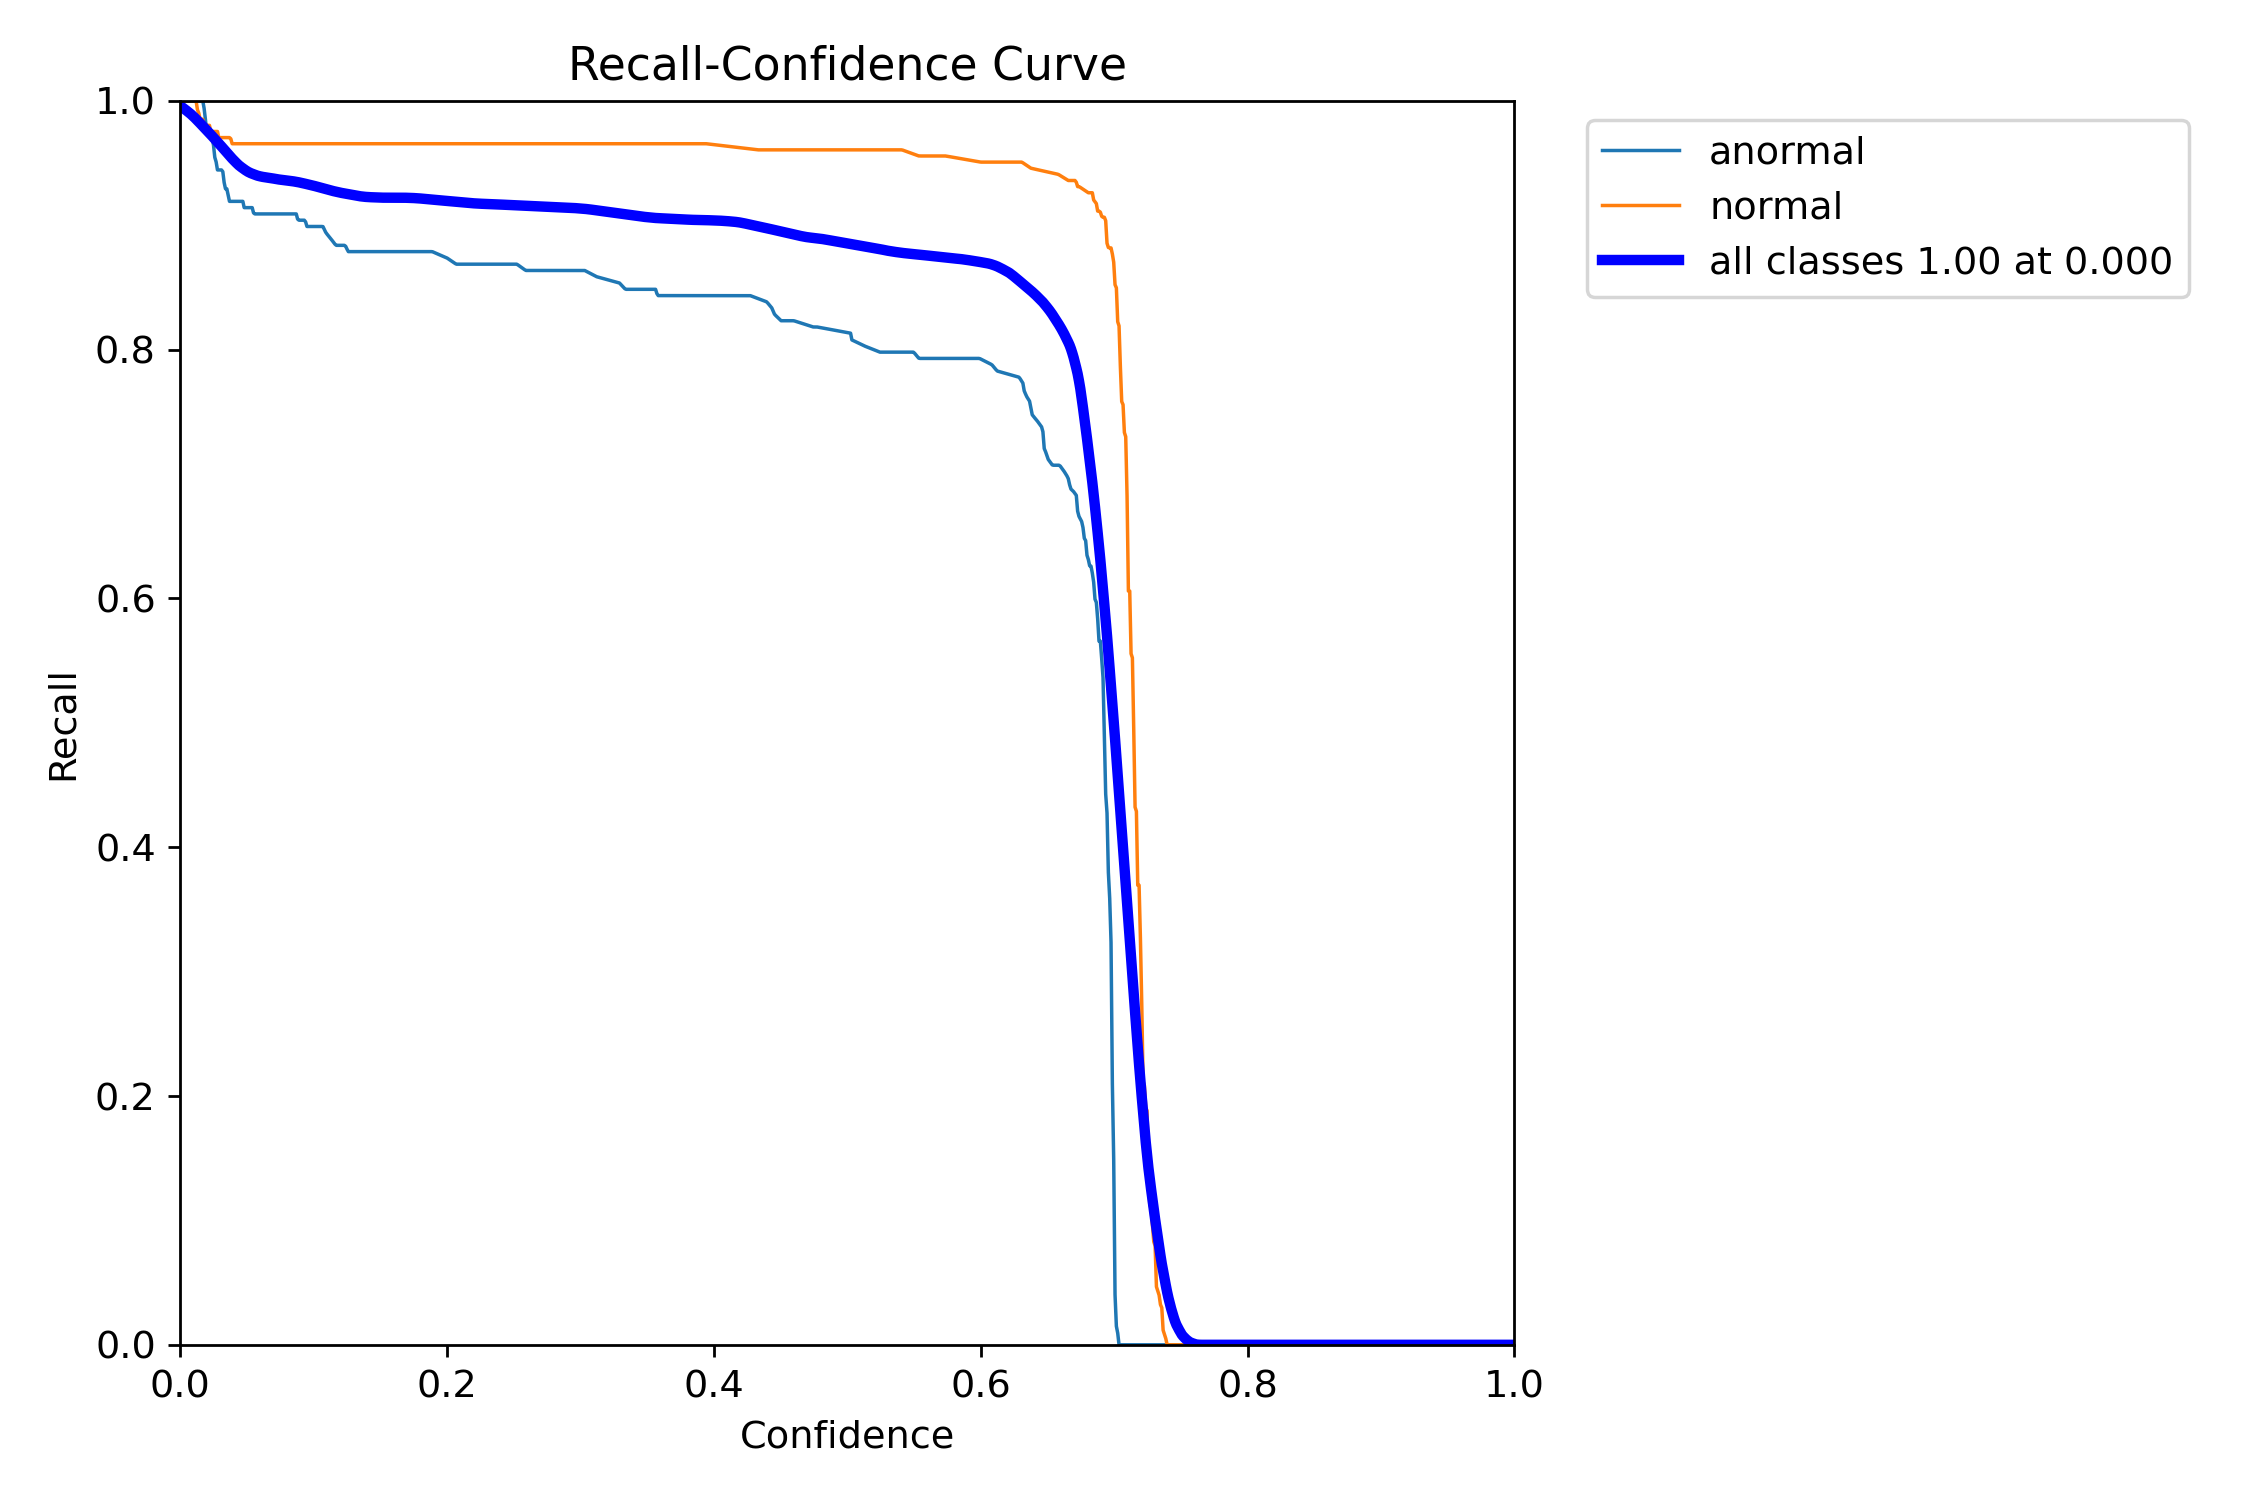 Recall-Confidence Curve
1.0
0.8
0.6
0.4
0.2
0.0
Recall
0.0 0.2 0.4 0.6 0.8 1.0
Confidence
anormal
normal
all classes 1.00 at 0.000